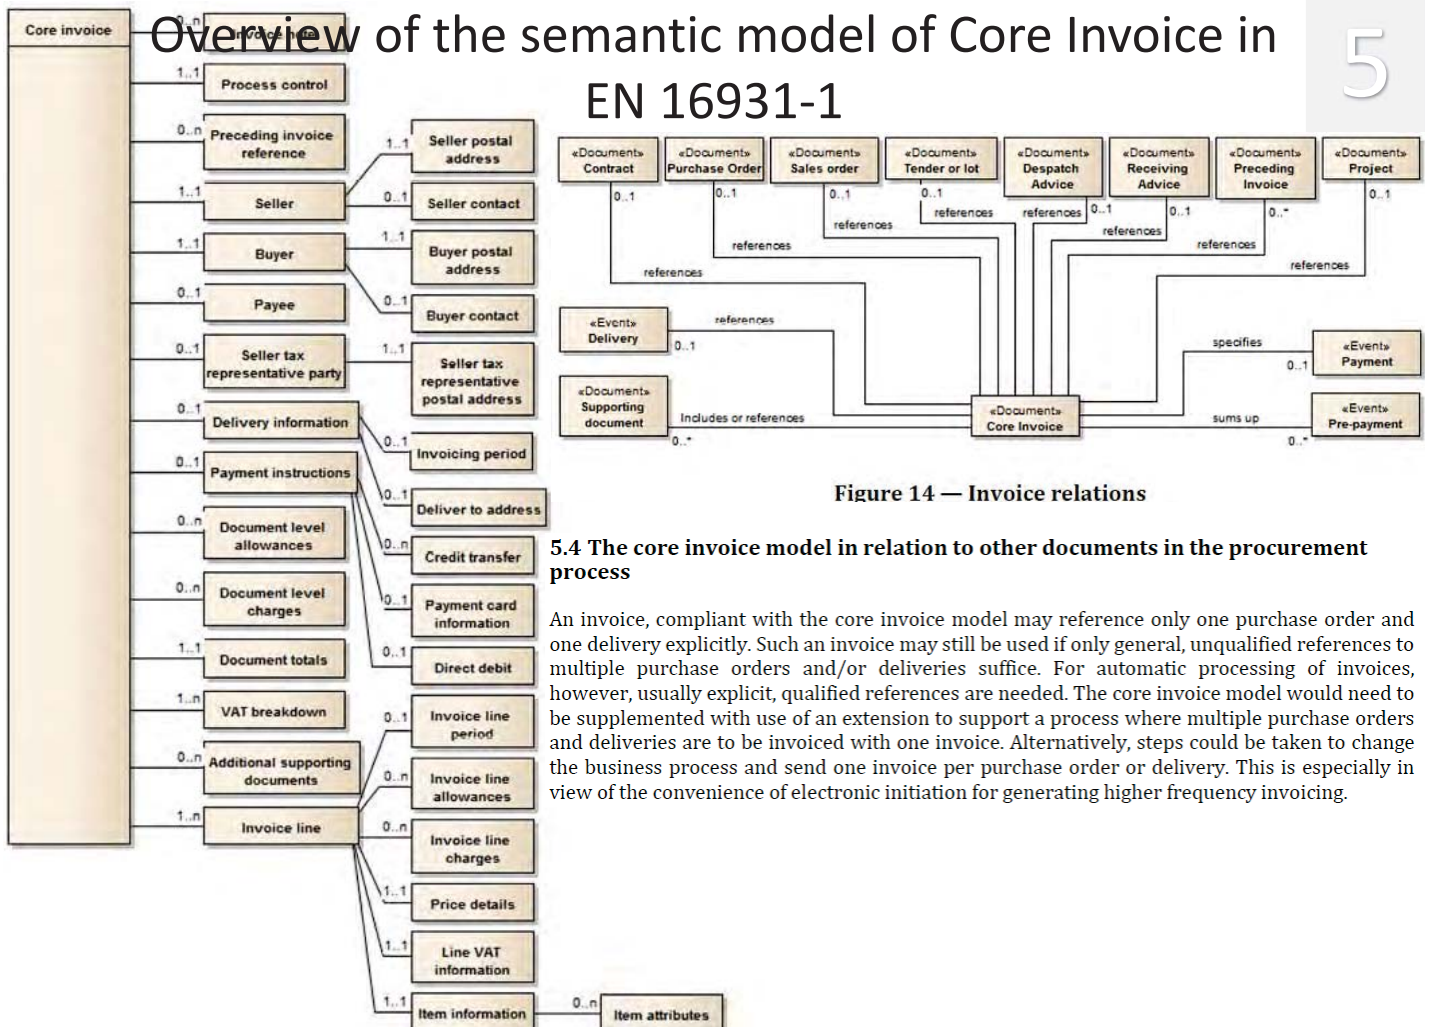 Overview of the semantic model of Core Invoice in
EN 16931-1
5
Core invoice
0..n
Invoice note
1..1
Process control
0..n
Preceding invoice
reference
1..1
Seller
1..1
Seller postal
address
0..1
Seller contact
1..1
Buyer
1..1
Buyer postal
address
0..1
Buyer contact
0..1
Payee
0..1
Seller tax
representative party
1..1
Seller tax
representative
postal address
0..1
Delivery information
0..1
Invoicing period
0..1
Deliver to address
0..1
Payment instructions
0..n
Credit transfer
0..1
Payment card
information
0..1
Direct debit
0..n
Document level
allowances
0..n
Document level
charges
1..1
Document totals
1..n
VAT breakdown
0..n
Additional supporting
documents
1..n
Invoice line
0..1
Invoice line
period
0..n
Invoice line
allowances
0..n
Invoice line
charges
1..1
Price details
1..1
Line VAT
information
1..1
Item information
0..n
Item attributes
«Document»
Contract
0..1
references
«Document»
Purchase Order
0..1
references
«Document»
Sales order
0..1
references
«Document»
Tender or lot
0..1
references
«Document»
Despatch
Advice
0..1
references
«Document»
Receiving
Advice
0..1
references
«Document»
Preceding
Invoice
0..*
references
«Document»
Project
0..1
references
«Event»
Delivery
0..1
references
«Document»
Supporting
document
0..*
Includes or references
«Document»
Core Invoice
specifies
0..1
«Event»
Payment
sums up
0..*
«Event»
Pre-payment
Figure 14 — Invoice relations
5.4 The core invoice model in relation to other documents in the procurement
process
An invoice, compliant with the core invoice model may reference only one purchase order and
one delivery explicitly. Such an invoice may still be used if only general, unqualified references to
multiple purchase orders and/or deliveries suffice. For automatic processing of invoices,
however, usually explicit, qualified references are needed. The core invoice model would need to
be supplemented with use of an extension to support a process where multiple purchase orders
and deliveries are to be invoiced with one invoice. Alternatively, steps could be taken to change
the business process and send one invoice per purchase order or delivery. This is especially in
view of the convenience of electronic initiation for generating higher frequency invoicing.